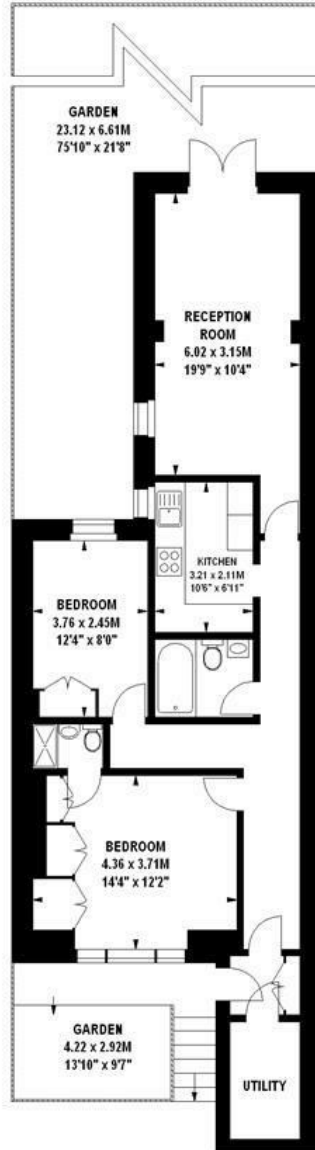 GARDEN
23.12 x 6.61M
75'10" x 21'8"
RECEPTION
ROOM
6.02 x 3.15M
19'9" x 10'4"
KITCHEN
3.21 x 2.11M
10'6" x 6'11"
BEDROOM
3.76 x 2.45M
12'4" x 8'0"
BEDROOM
4.36 x 3.71M
14'4" x 12'2"
GARDEN
4.22 x 2.92M
13'10" x 9'7"
UTILITY